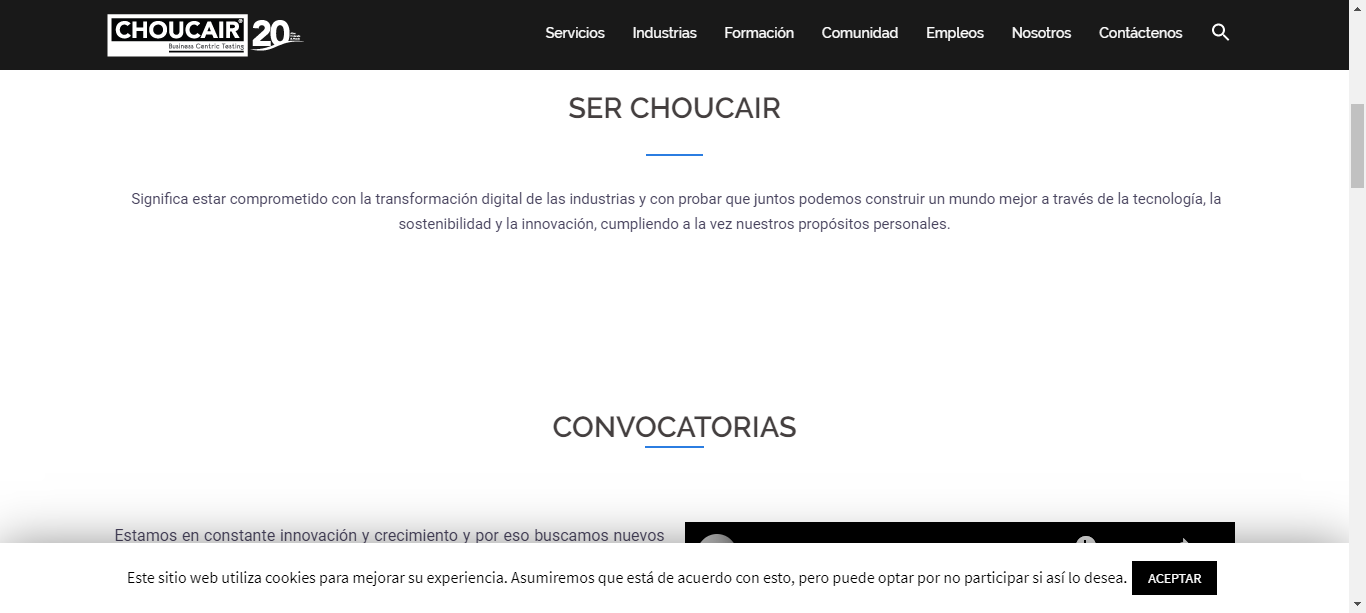 CHOUCAIR
Business Centric Testing
20
Servicios Industrias Formación Comunidad Empleos Nosotros Contáctenos
SER CHOUCAIR
Significa estar comprometido con la transformación digital de las industrias y con probar que juntos podemos construir un mundo mejor a través de la tecnología, la
sostenibilidad y la innovación, cumpliendo a la vez nuestros propósitos personales.
CONVOCATORIAS
Estamos en constante innovación y crecimiento y por eso buscamos nuevos
Este sitio web utiliza cookies para mejorar su experiencia. Asumiremos que está de acuerdo con esto, pero puede optar por no participar si así lo desea. ACEPTAR